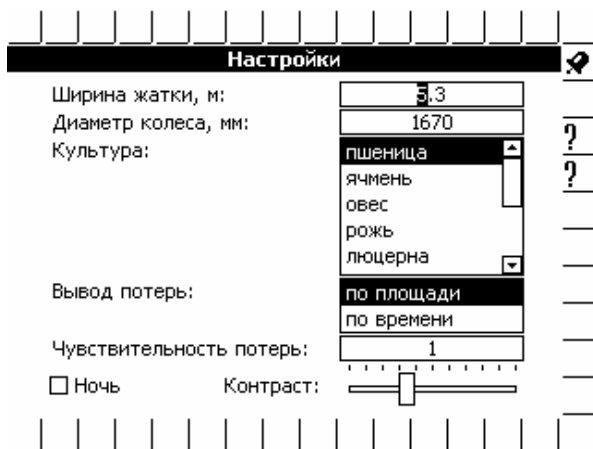 Настройки
Ширина жатки, м: 5.3
Диаметр колеса, мм: 1670
?
Культура: пшеница
?
ячмень
овес
рожь
люцерна
Вывод потерь: по площади
по времени
Чувствительность потерь: 1
Ночь Контраст: